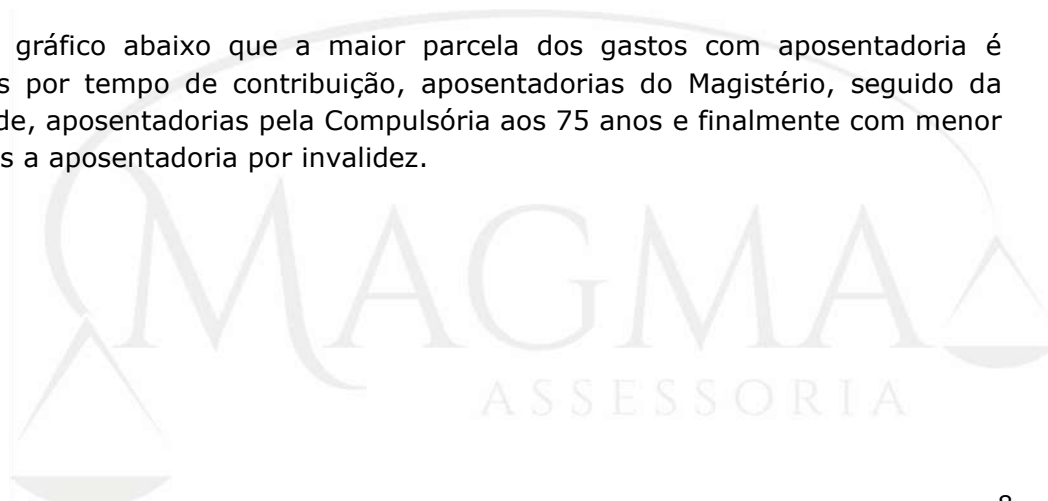 gráfico abaixo que a maior parcela dos gastos com aposentadoria é
s por tempo de contribuição, aposentadorias do Magistério, seguido da
de, aposentadorias pela Compulsória aos 75 anos e finalmente com menor
s a aposentadoria por invalidez.
MAGMA
ASSESSORIA